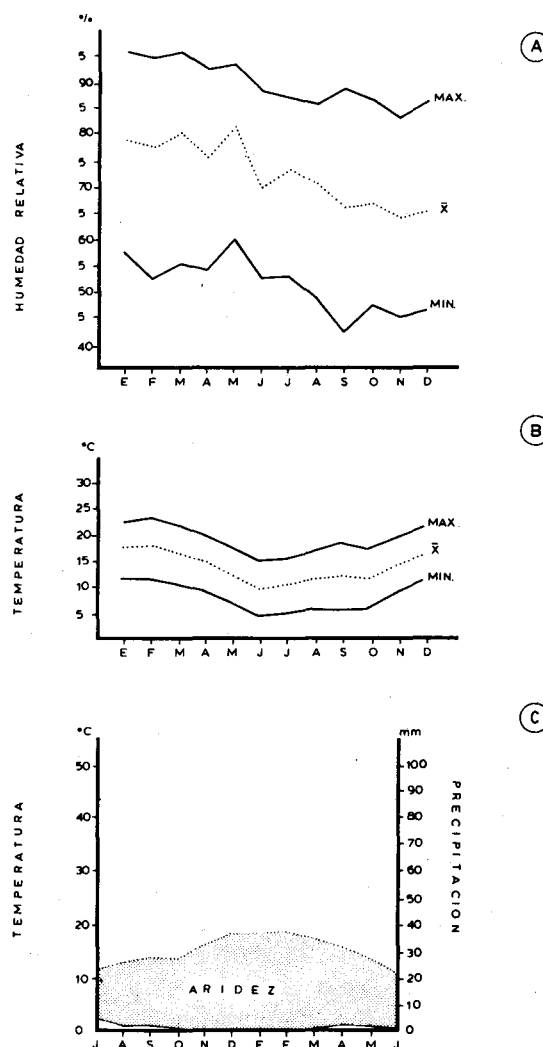 %
A
5
90
5
80
5
70
5
60
5
50
5
40
HUMEDAD RELATIVA
MAX.
X̄
MIN.
E F M A M J J A S O N D
B
°C
30
25
20
15
10
5
TEMPERATURA
MAX.
X̄
MIN.
E F M A M J J A S O N D
C
°C
50
40
30
20
10
0
TEMPERATURA
mm
100
90
80
70
60
50
40
30
20
10
0
PRECIPITACION
ARIDEZ
J A S O N D E F M A M J